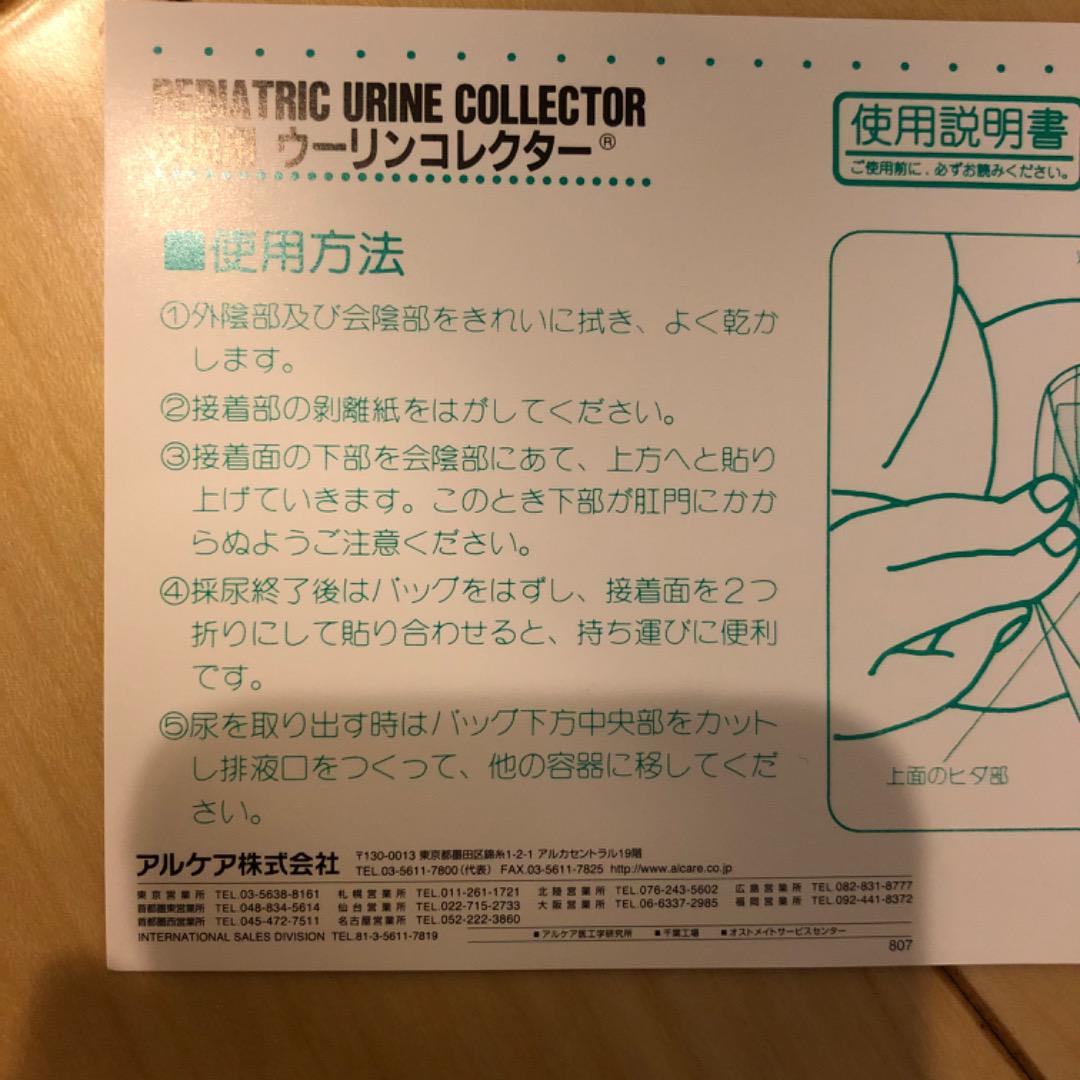 PEDIATRIC URINE COLLECTOR
ウーリンコレクター®
使用説明書
ご使用前に、必ずお読みください。
■使用方法
①外陰部及び会陰部をきれいに拭き、よく乾か
します。
②接着部の剥離紙をはがしてください。
③接着面の下部を会陰部にあて、上方へと貼り
上げていきます。このとき下部が肛門にかか
らぬようご注意ください。
④採尿終了後はバッグをはずし、接着面を2つ
折りにして貼り合わせると、持ち運びに便利
です。
⑤尿を取り出す時はバッグ下方中央部をカット
し排液口をつくって、他の容器に移してくだ
さい。
上面のヒダ部
アルケア株式会社
〒130-0013 東京都墨田区錦糸1-2-1 アルカセントラル19階
TEL.03-5611-7800(代表) FAX.03-5611-7825 http://www.alcare.co.jp
東京営業所 TEL.03-5638-8161 札幌営業所 TEL.011-261-1721 北陸営業所 TEL.076-243-5602 広島営業所 TEL.082-831-8777
首都圏東営業所 TEL.048-834-5614 仙台営業所 TEL.022-715-2733 大阪営業所 TEL.06-6337-2985 福岡営業所 TEL.092-441-8372
首都圏西営業所 TEL.045-472-7511 名古屋営業所 TEL.052-222-3860
INTERNATIONAL SALES DIVISION TEL.81-3-5611-7819
■アルケア医工学研究所 ■千葉工場 ■オストメイトサービスセンター
807